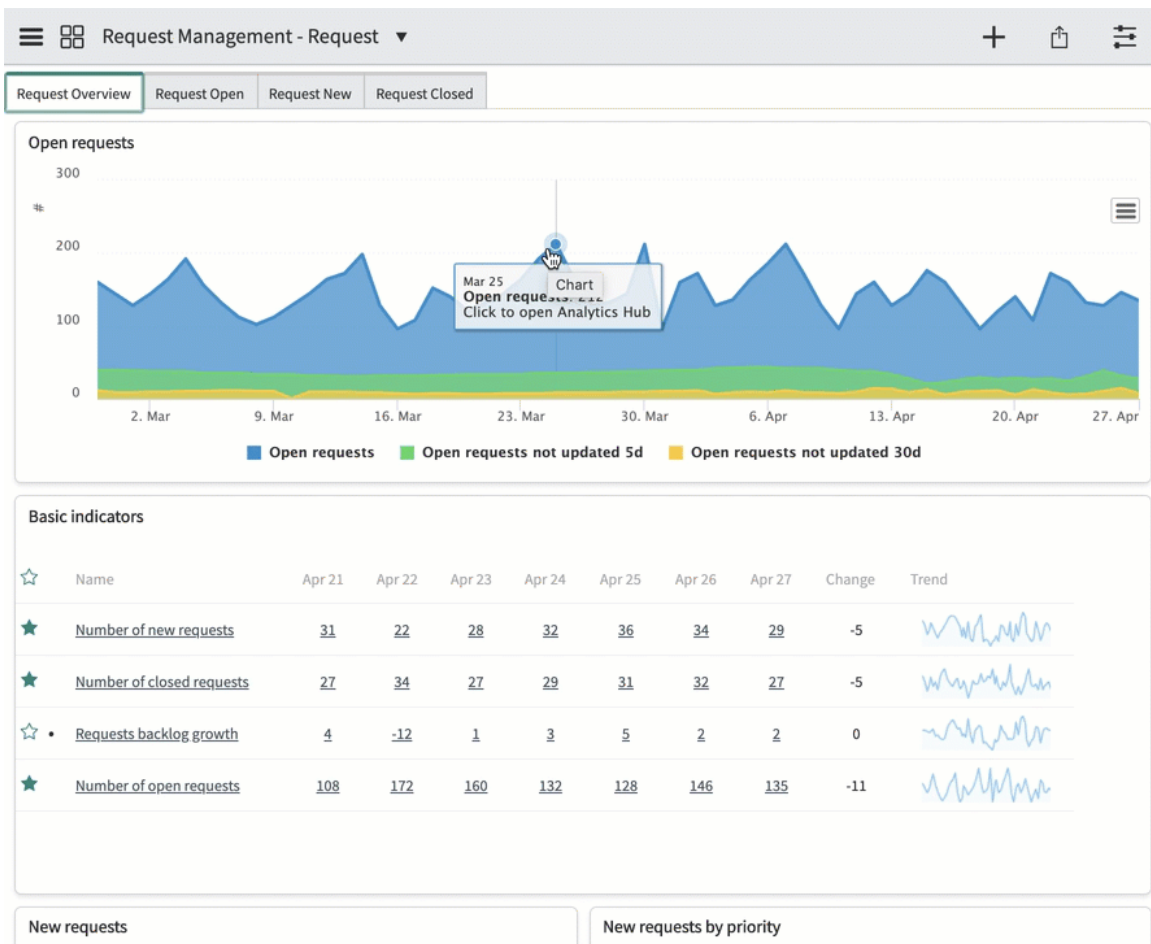 Request Management - Request ▼
Request Overview Request Open Request New Request Closed
Open requests
300
#
200
100
0
Mar 25
Chart
Open requests: 212
Click to open Analytics Hub
2. Mar 9. Mar 16. Mar 23. Mar 30. Mar 6. Apr 13. Apr 20. Apr 27. Apr
Open requests Open requests not updated 5d Open requests not updated 30d
Basic indicators
Name Apr 21 Apr 22 Apr 23 Apr 24 Apr 25 Apr 26 Apr 27 Change Trend
Number of new requests 31 22 28 32 36 34 29 -5
Number of closed requests 27 34 27 29 31 32 27 -5
• Requests backlog growth 4 -12 1 3 5 2 2 0
Number of open requests 108 172 160 132 128 146 135 -11
New requests New requests by priority